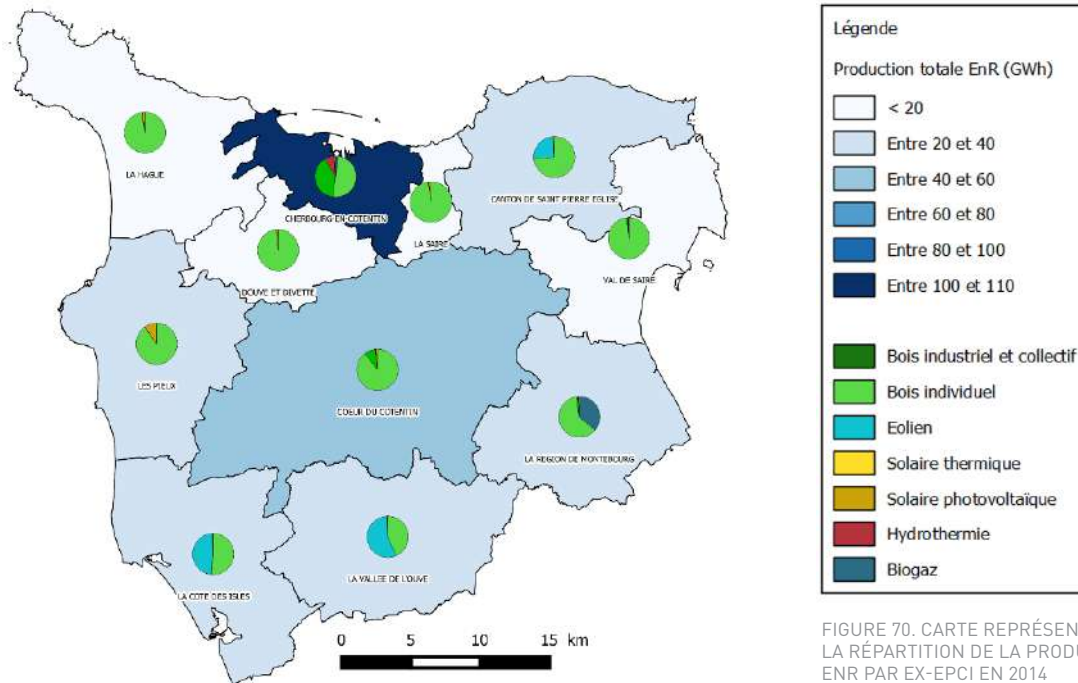 LA HAGUE
CHERBOURG-EN-COTENTIN
CANTON DE SAINT PIERRE EGLISE
LA SAIRE
VAL DE SAIRE
DOUVE ET DIVETTE
LES PIEUX
COEUR DU COTENTIN
LA REGION DE MONTEBOURG
LA VALLEE DE L'OUVE
LA COTE DES ISLES
0 5 10 15 km
Légende
Production totale EnR (GWh)
< 20
Entre 20 et 40
Entre 40 et 60
Entre 60 et 80
Entre 80 et 100
Entre 100 et 110
Bois industriel et collectif
Bois individuel
Eolien
Solaire thermique
Solaire photovoltaïque
Hydrothermie
Biogaz
FIGURE 70. CARTE REPRÉSEN
LA RÉPARTITION DE LA PRODU
ENR PAR EX-EPCI EN 2014